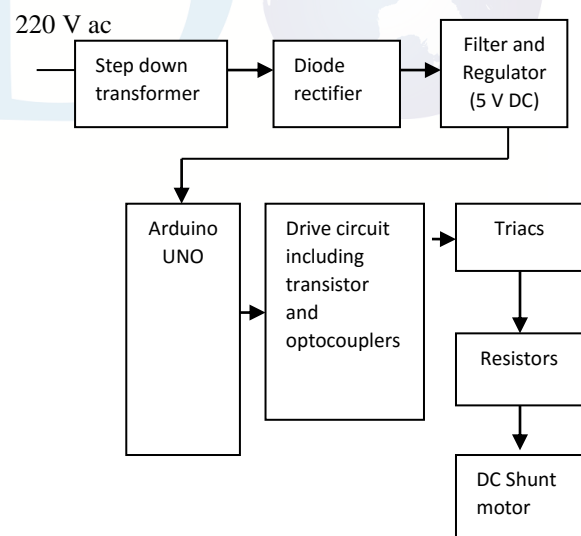 220 V ac
Step down
transformer
Diode
rectifier
Filter and
Regulator
(5 V DC)
Arduino
UNO
Drive circuit
including
transistor
and
optocouplers
Triacs
Resistors
DC Shunt
motor